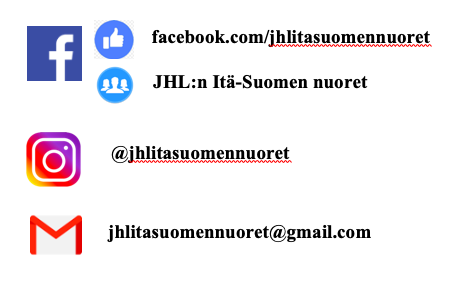 facebook.com/jhlitasuomennuoret
JHL:n Itä-Suomen nuoret
@jhlitasuomennuoret
jhlitasuomennuoret@gmail.com